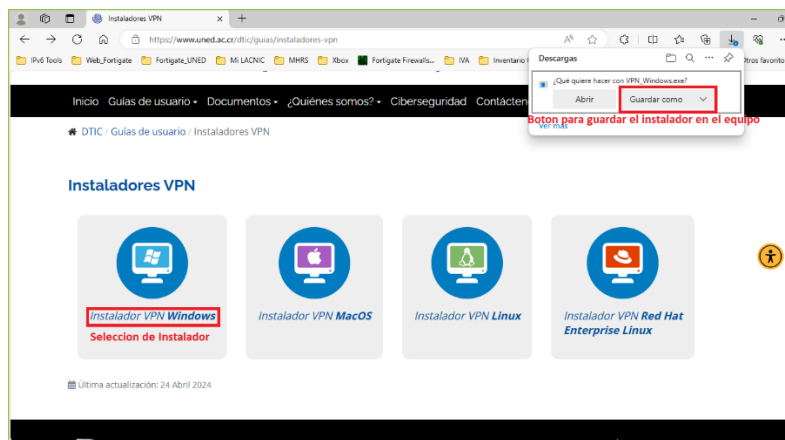 Instaladores VPN
https://www.uned.ac.cr/dtic/guias/instaladores-vpn
IPv6 Tools Web_Fortigate Fortigate_UNED Mi LACNIC MHRS Xbox Fortigate Firewalls... IVA Inventario Otros favoritos
Descargas
¿Qué quiere hacer con VPN_Windows.exe?
Abrir Guardar como
Ver más
Boton para guardar el instalador en el equipo
Inicio Guías de usuario Documentos ¿Quiénes somos? Ciberseguridad Contácten
DTIC / Guías de usuario / Instaladores VPN
Instaladores VPN
Instalador VPN Windows
Seleccion de Instalador
Instalador VPN MacOS
Instalador VPN Linux
Instalador VPN Red Hat
Enterprise Linux
Última actualización: 24 Abril 2024